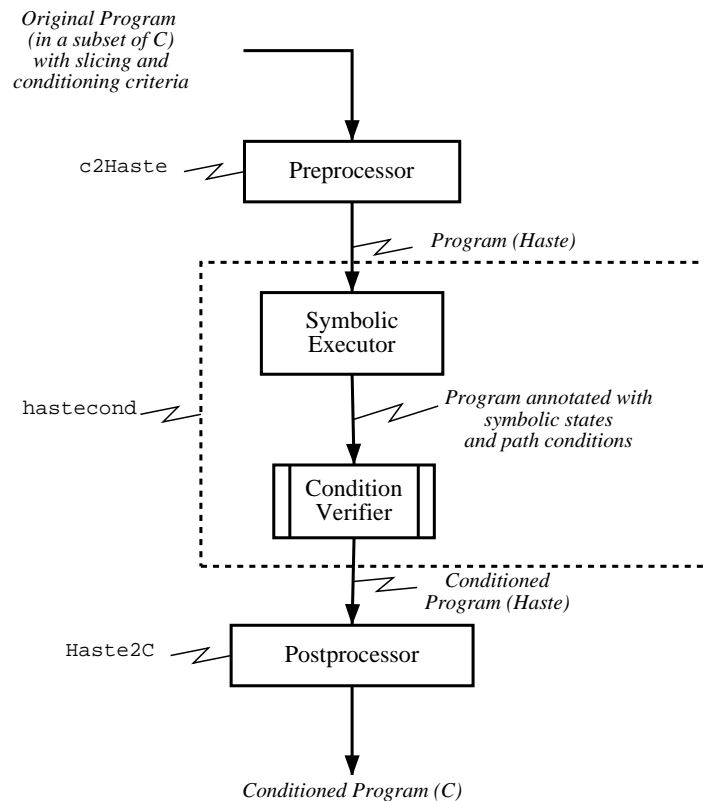 Original Program
(in a subset of C)
with slicing and
conditioning criteria
c2Haste
Preprocessor
Program (Haste)
Symbolic
Executor
hastecond
Program annotated with
symbolic states
and path conditions
Condition
Verifier
Conditioned
Program (Haste)
Haste2C
Postprocessor
Conditioned Program (C)